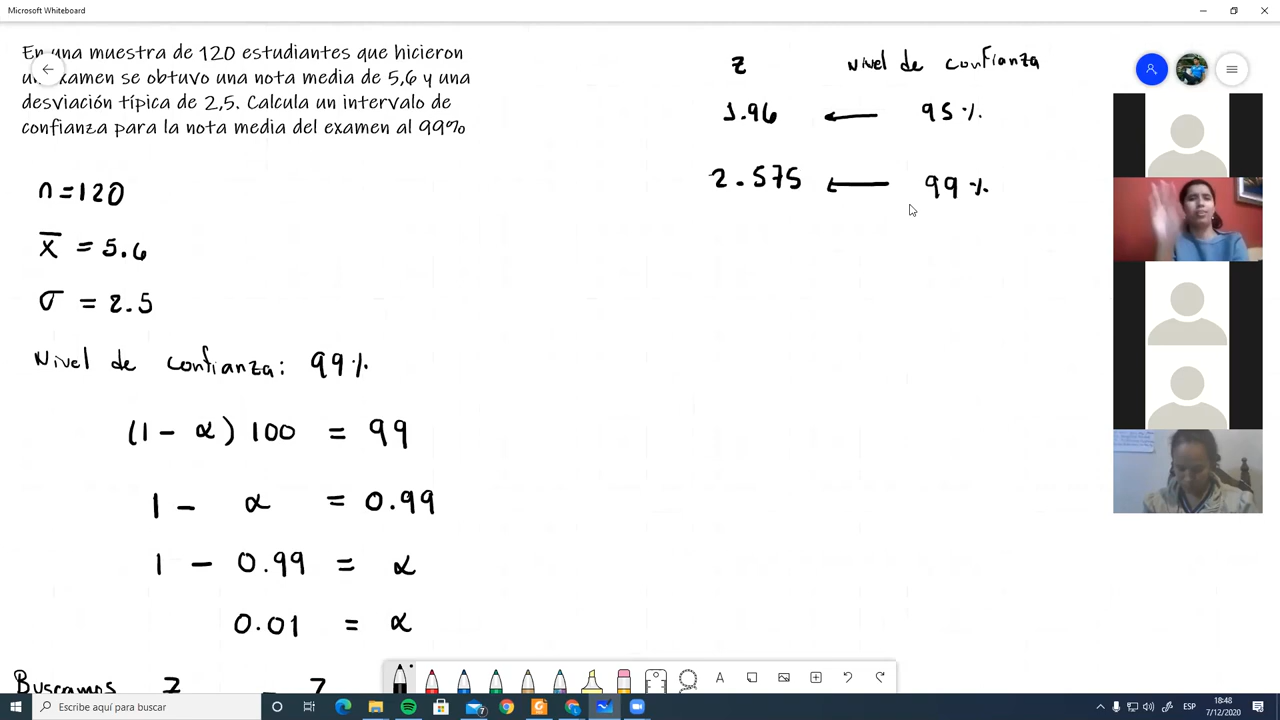 Microsoft Whiteboard
En una muestra de 120 estudiantes que hicieron
un examen se obtuvo una nota media de 5,6 y una
desviación típica de 2,5. Calcula un intervalo de
confianza para la nota media del examen al 99%
n=120
x̅ = 5.6
σ = 2.5
Nivel de confianza: 99%
(1 - α) 100 = 99
1 - α = 0.99
1 - 0.99 = α
0.01 = α
Buscamos Z = Z
Z Nivel de confianza
1.96 ← 95%
2.575 ← 99%
Escribe aquí para buscar
ESP
18:48
7/12/2020